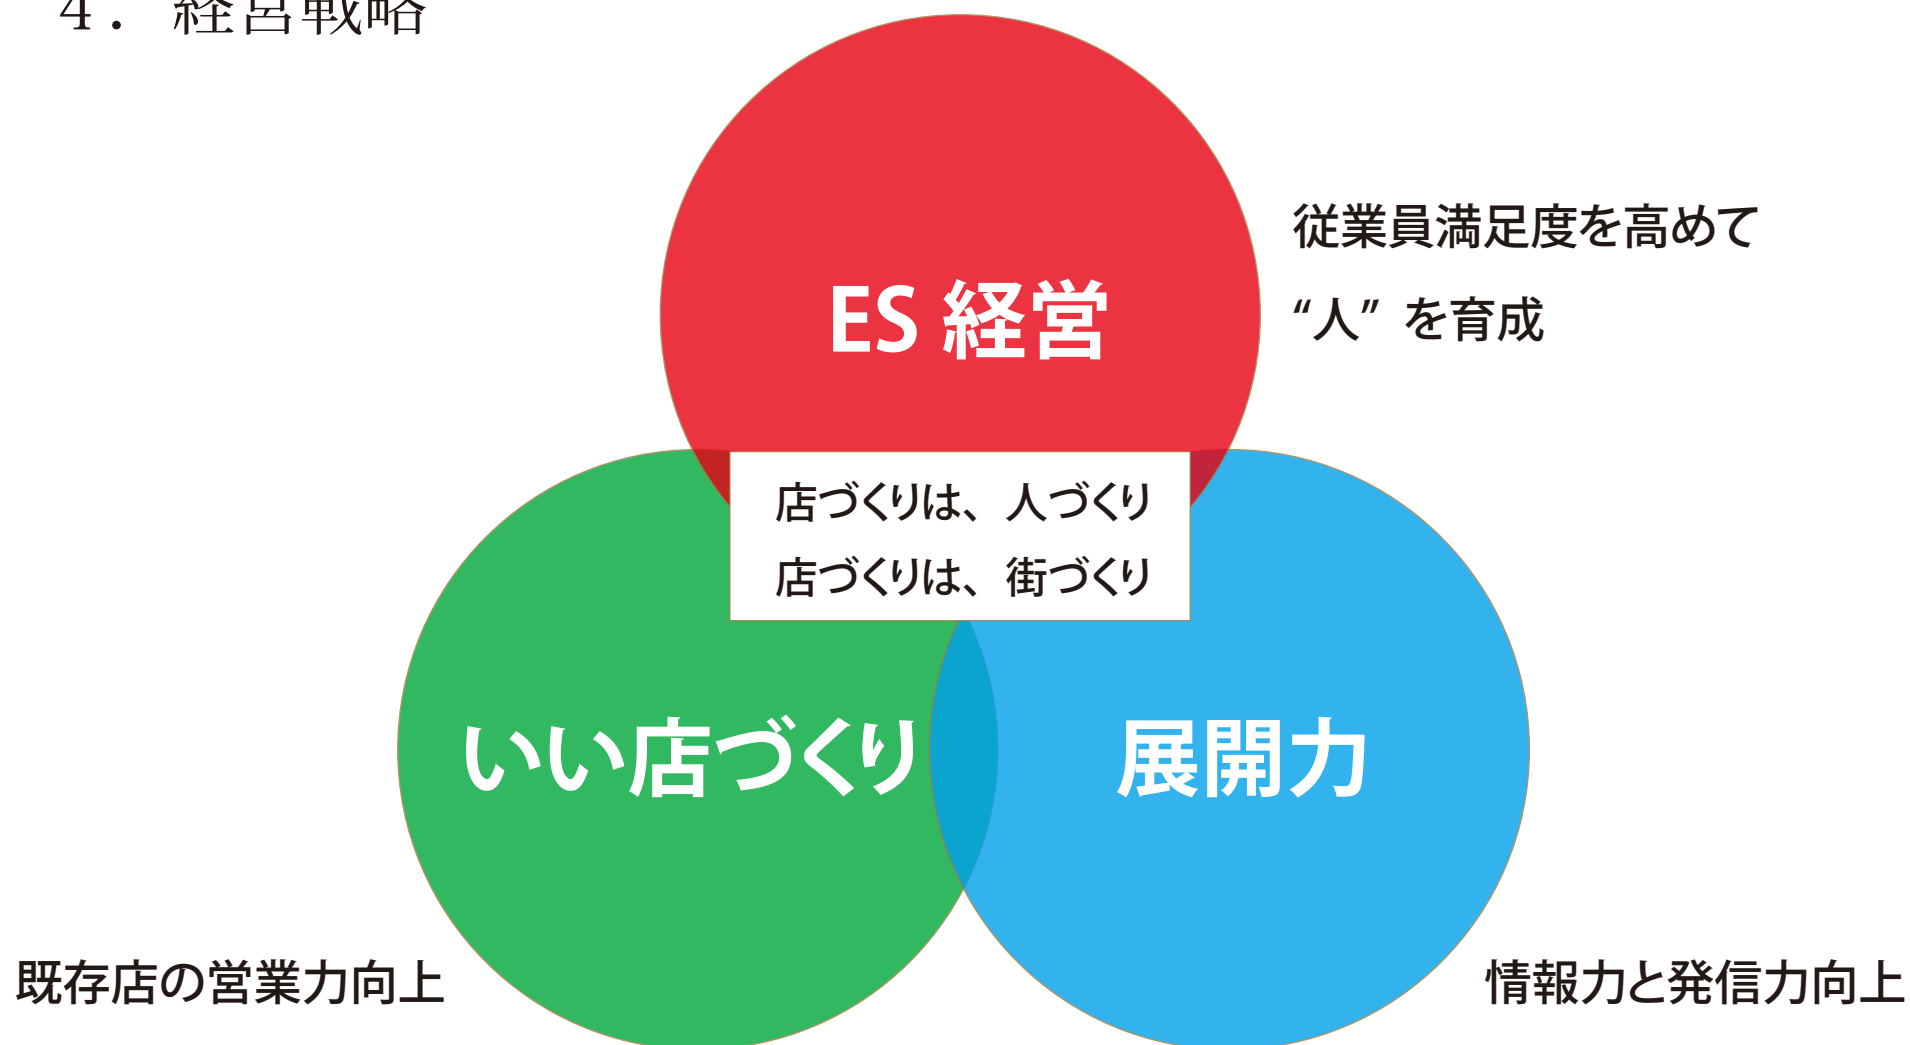 ４．経営戦略
ES 経営
従業員満足度を高めて
“人” を育成
店づくりは、人づくり
店づくりは、街づくり
いい店づくり
展開力
既存店の営業力向上
情報力と発信力向上